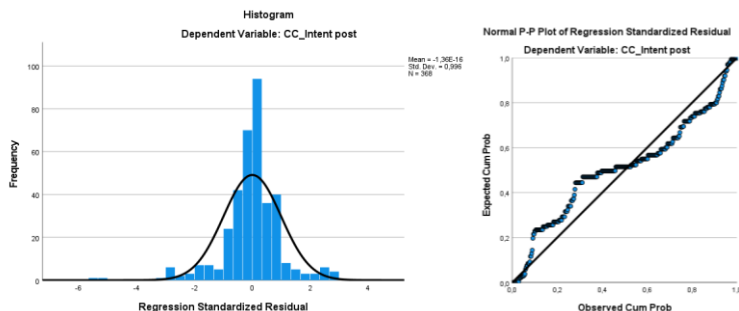 Histogram
Dependent Variable: CC_Intent post
Mean = -1,36E-16
Std. Dev. = 0,996
N = 368
100
80
60
40
20
0
Frequency
-6
-4
-2
0
2
4
Regression Standardized Residual
Normal P-P Plot of Regression Standardized Residual
Dependent Variable: CC_Intent post
1,0
0,8
0,6
0,4
0,2
0,0
Expected Cum Prob
0,0
0,2
0,4
0,6
0,8
1,0
Observed Cum Prob